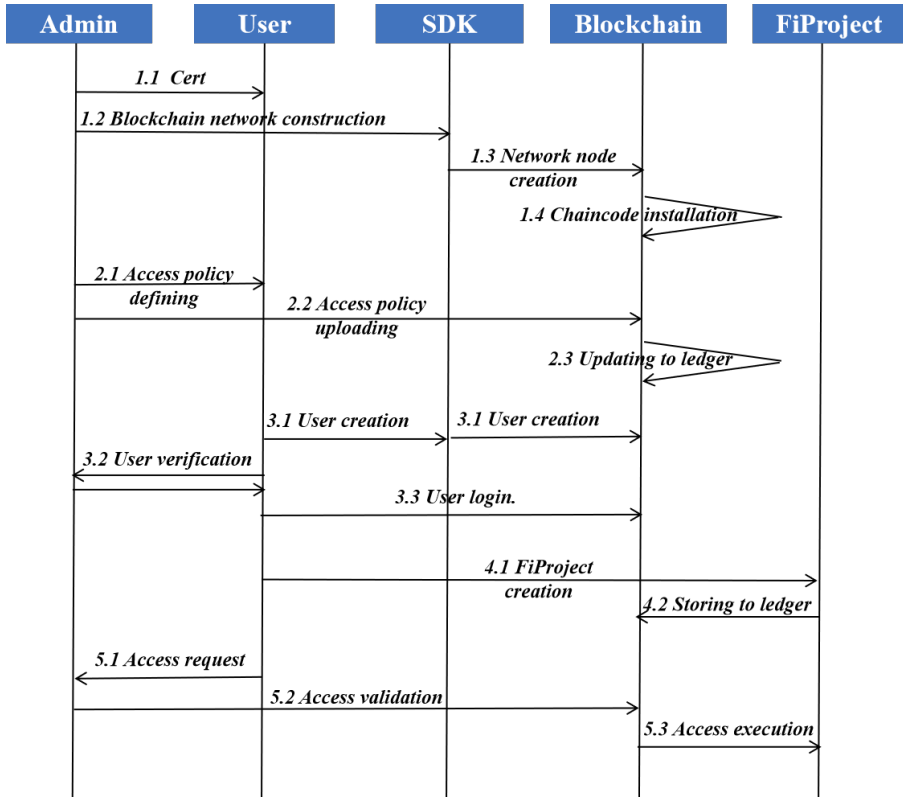 Admin User SDK Blockchain FiProject
1.1 Cert
1.2 Blockchain network construction
1.3 Network node
creation
1.4 Chaincode installation
2.1 Access policy
defining
2.2 Access policy
uploading
2.3 Updating to ledger
3.1 User creation 3.1 User creation
3.2 User verification
3.3 User login.
4.1 FiProject
creation
4.2 Storing to ledger
5.1 Access request
5.2 Access validation
5.3 Access execution